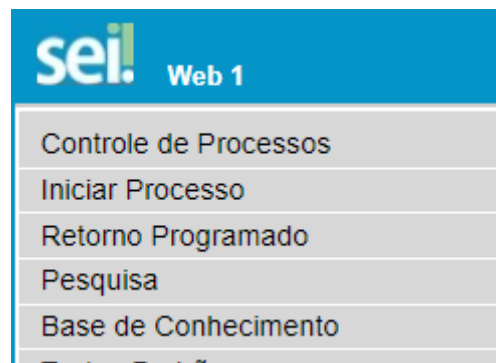 sei!
Web 1
Controle de Processos
Iniciar Processo
Retorno Programado
Pesquisa
Base de Conhecimento